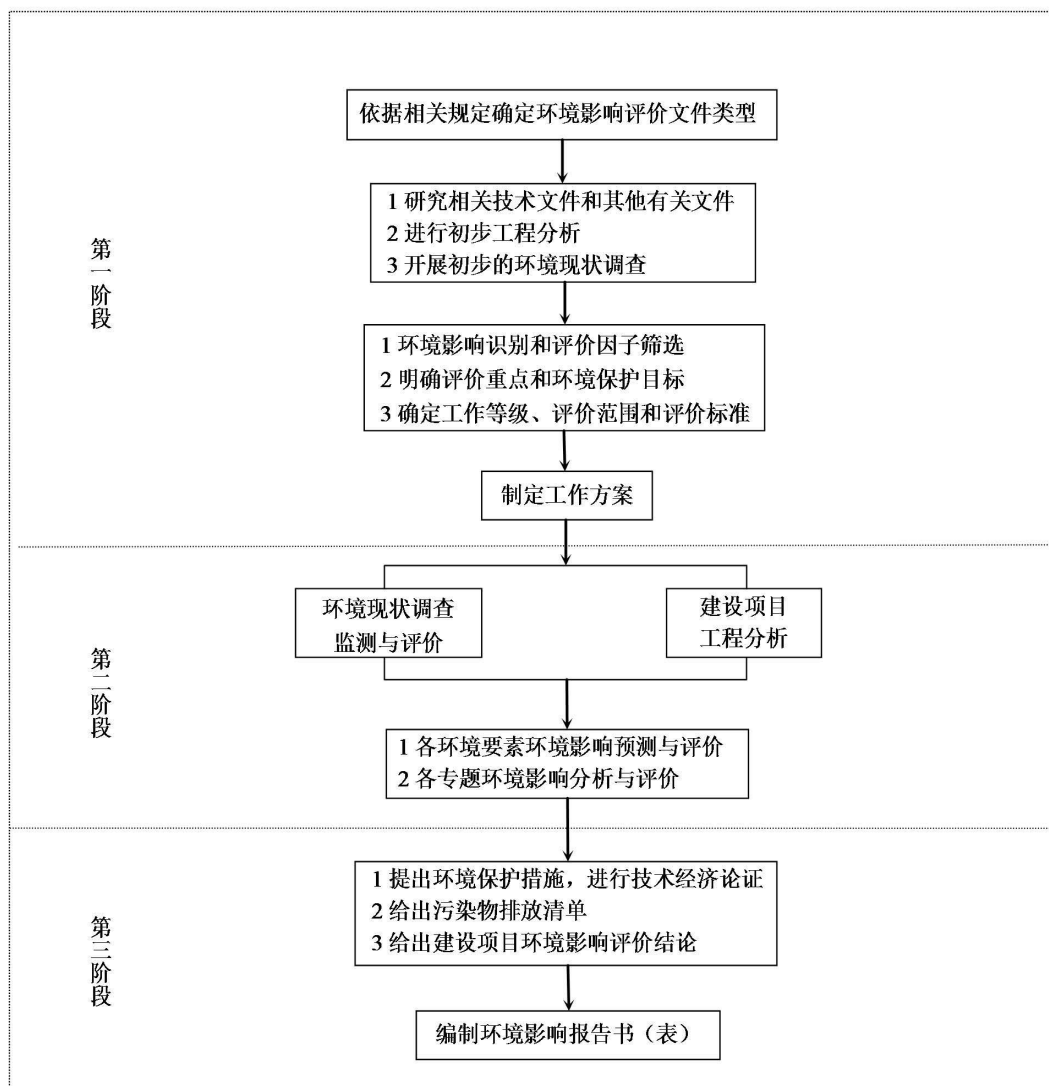 依据相关规定确定环境影响评价文件类型
1 研究相关技术文件和其他有关文件
2 进行初步工程分析
3 开展初步的环境现状调查
第一阶段
1 环境影响识别和评价因子筛选
2 明确评价重点和环境保护目标
3 确定工作等级、评价范围和评价标准
制定工作方案
环境现状调查
监测与评价
建设项目
工程分析
第二阶段
1 各环境要素环境影响预测与评价
2 各专题环境影响分析与评价
1 提出环境保护措施，进行技术经济论证
2 给出污染物排放清单
3 给出建设项目环境影响评价结论
第三阶段
编制环境影响报告书（表）